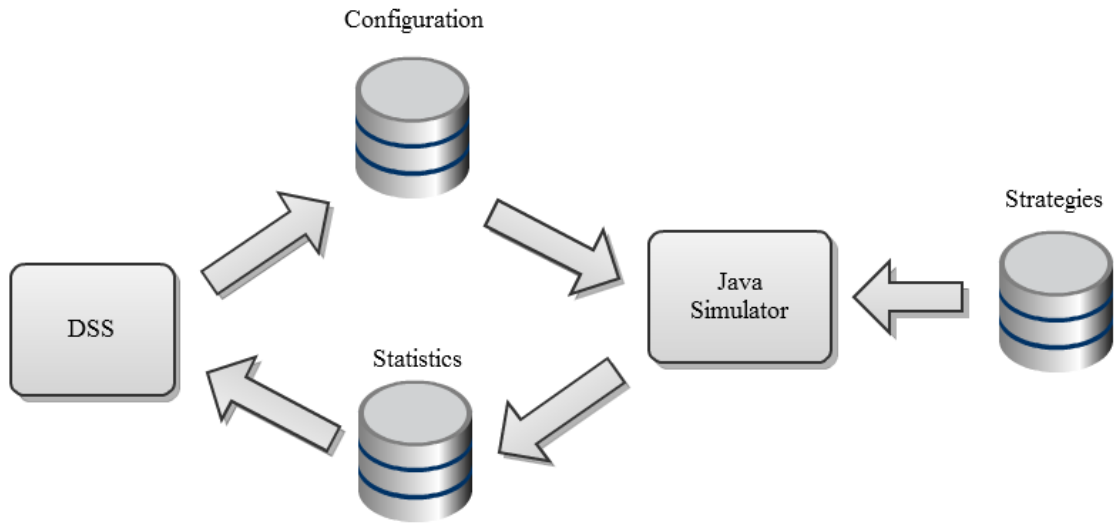 Configuration
Strategies
Java
Simulator
DSS
Statistics